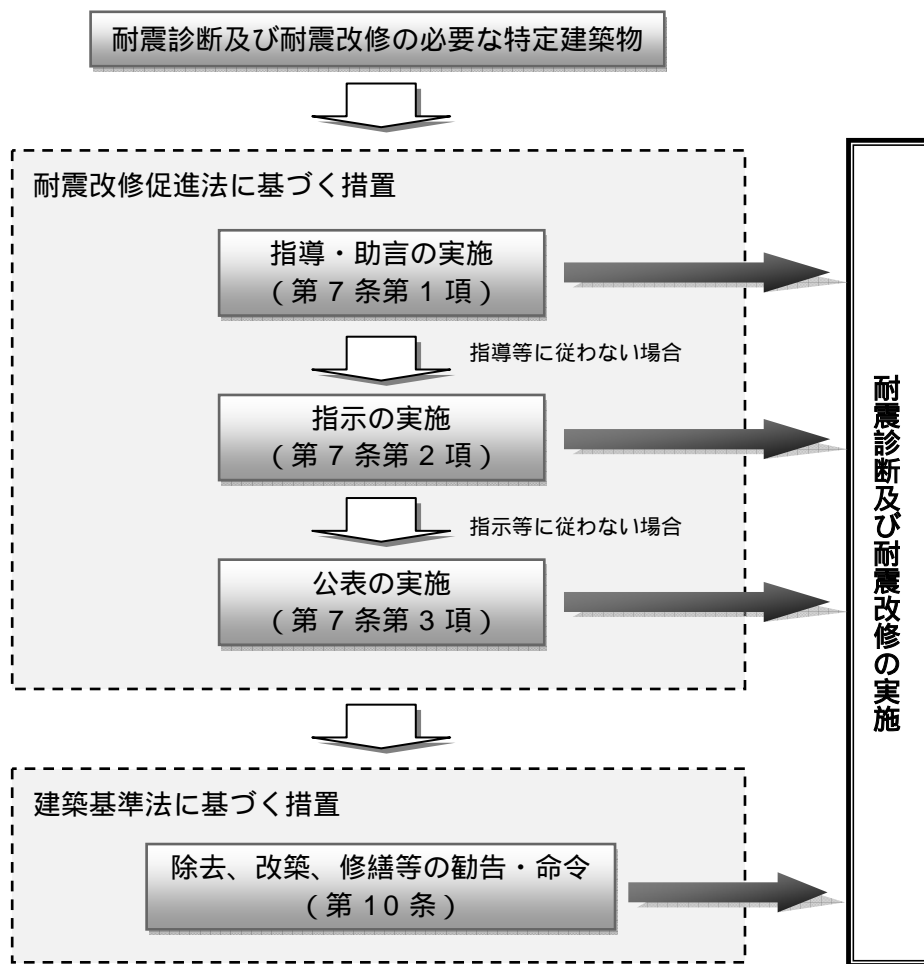 耐震診断及び耐震改修の必要な特定建築物
耐震改修促進法に基づく措置
指導・助言の実施
（第７条第１項）
指導等に従わない場合
指示の実施
（第７条第２項）
指示等に従わない場合
公表の実施
（第７条第３項）
建築基準法に基づく措置
除去、改築、修繕等の勧告・命令
（第10条）
耐震診断及び耐震改修の実施